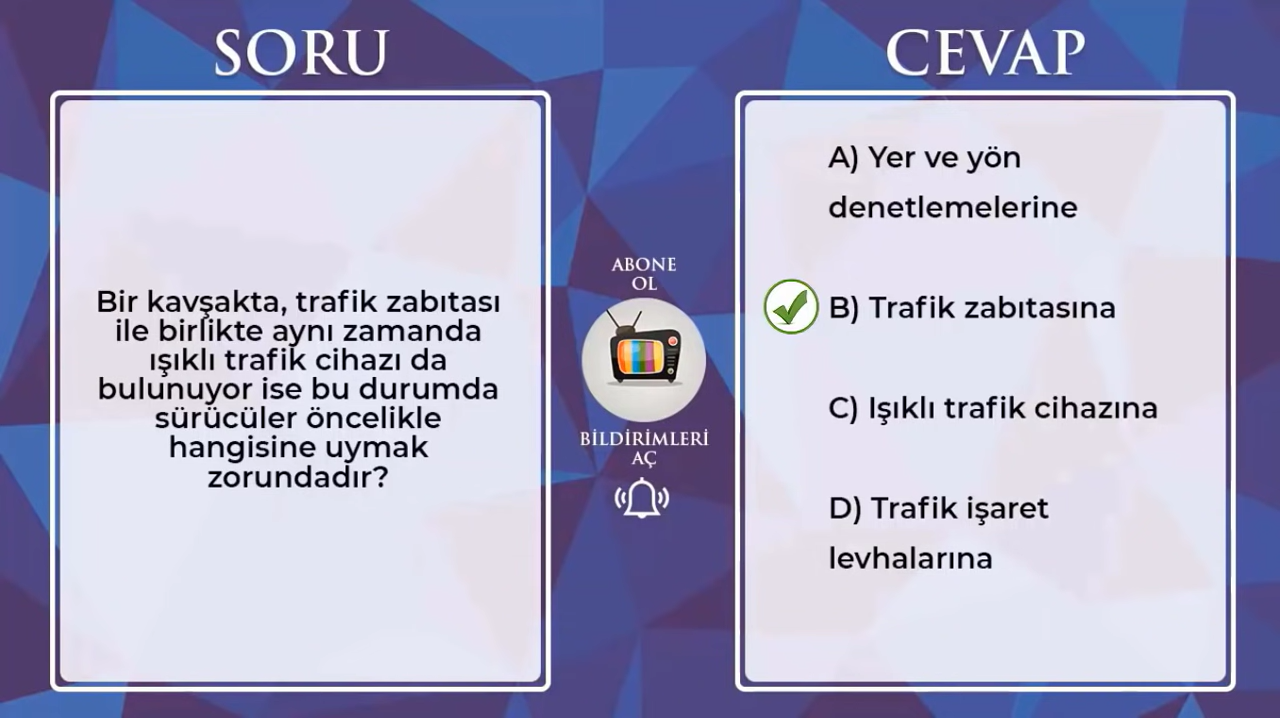 SORU
Bir kavşakta, trafik zabıtası
ile birlikte aynı zamanda
ışıklı trafik cihazı da
bulunuyor ise bu durumda
sürücüler öncelikle
hangisine uymak
zorundadır?
ABONE
OL
BİLDİRİMLERİ
AÇ
CEVAP
A) Yer ve yön
denetlemelerine
B) Trafik zabıtasına
C) Işıklı trafik cihazına
D) Trafik işaret
levhalarına